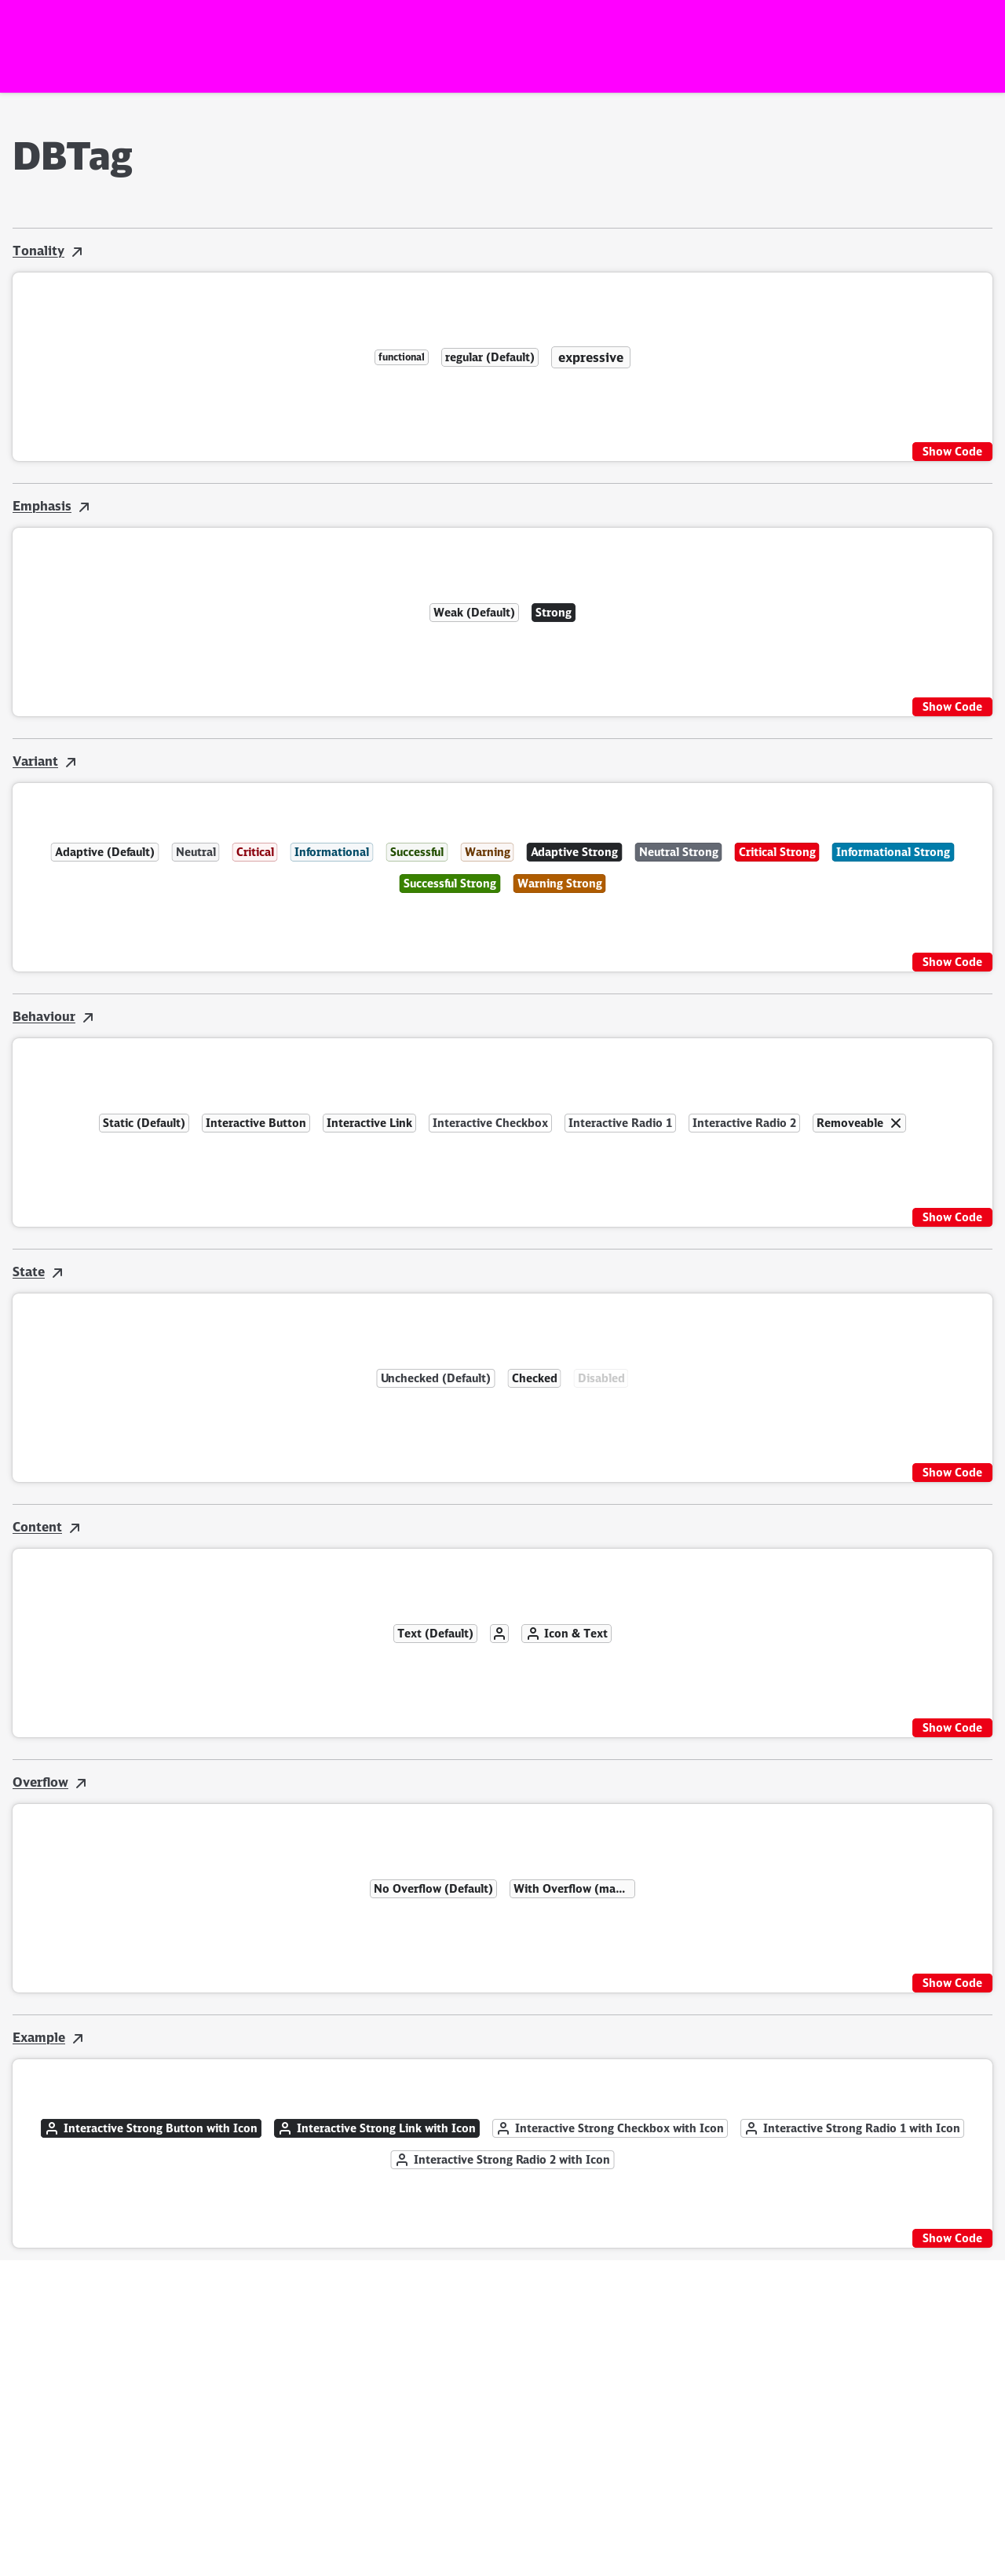 DBTag
Tonality
functional regular (Default) expressive
Show Code
Emphasis
Weak (Default) Strong
Show Code
Variant
Adaptive (Default) Neutral Critical Informational Successful Warning Adaptive Strong Neutral Strong Critical Strong Informational Strong
Successful Strong Warning Strong
Show Code
Behaviour
Static (Default) Interactive Button Interactive Link Interactive Checkbox Interactive Radio 1 Interactive Radio 2 Removeable
Show Code
State
Unchecked (Default) Checked Disabled
Show Code
Content
Text (Default) Icon & Text
Show Code
Overflow
No Overflow (Default) With Overflow (ma...
Show Code
Example
Interactive Strong Button with Icon Interactive Strong Link with Icon Interactive Strong Checkbox with Icon Interactive Strong Radio 1 with Icon
Interactive Strong Radio 2 with Icon
Show Code